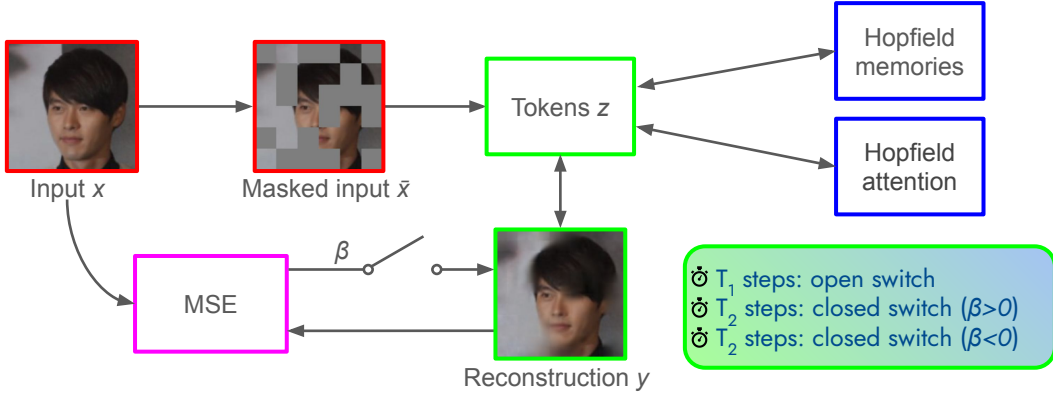 Input x
Masked input x̄
Tokens z
Hopfield
memories
Hopfield
attention
MSE
β
Reconstruction y
T₁ steps: open switch
T₂ steps: closed switch (β>0)
T₂ steps: closed switch (β<0)